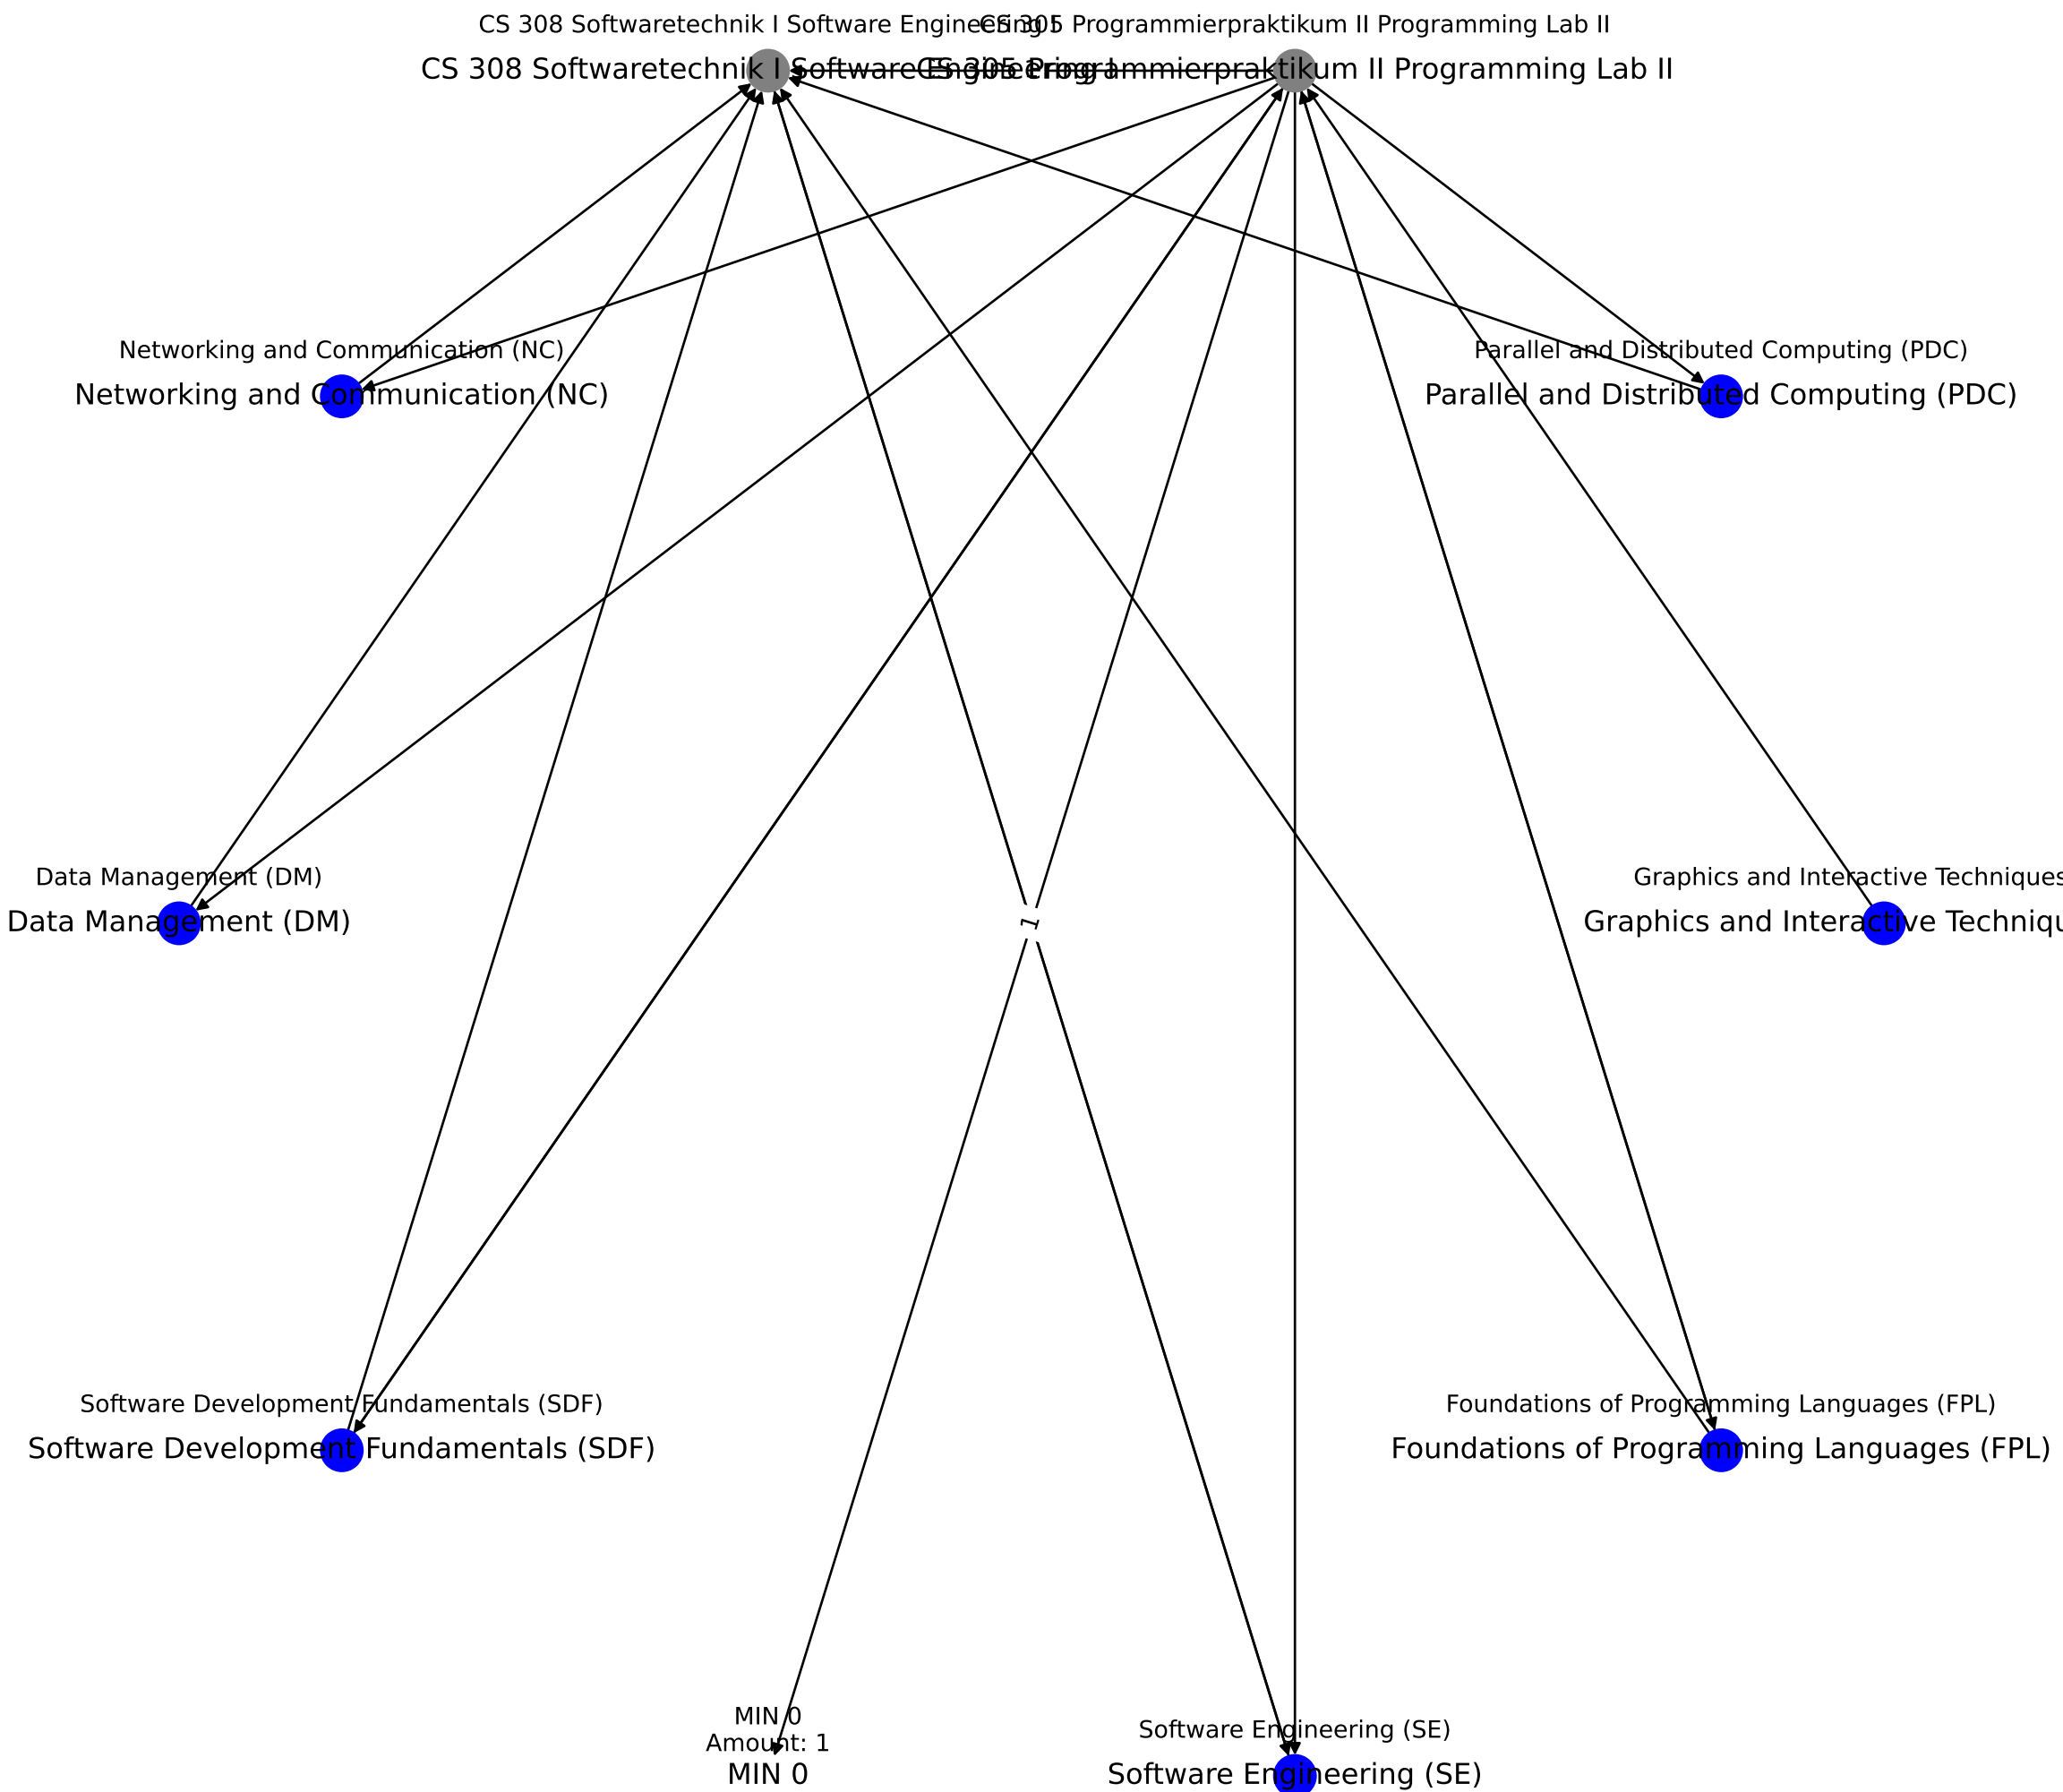 CS 308 Softwaretechnik I Software Engineering I
CS 305 Programmierpraktikum II Programming Lab II
CS 308 Softwaretechnik I Software Engineering I
CS 305 Programmierpraktikum II Programming Lab II
Networking and Communication (NC)
Networking and Communication (NC)
Parallel and Distributed Computing (PDC)
Parallel and Distributed Computing (PDC)
Data Management (DM)
Data Management (DM)
Graphics and Interactive Techniques
Graphics and Interactive Techniqu
1
Software Development Fundamentals (SDF)
Software Development Fundamentals (SDF)
Foundations of Programming Languages (FPL)
Foundations of Programming Languages (FPL)
MIN 0
Amount: 1
MIN 0
Software Engineering (SE)
Software Engineering (SE)